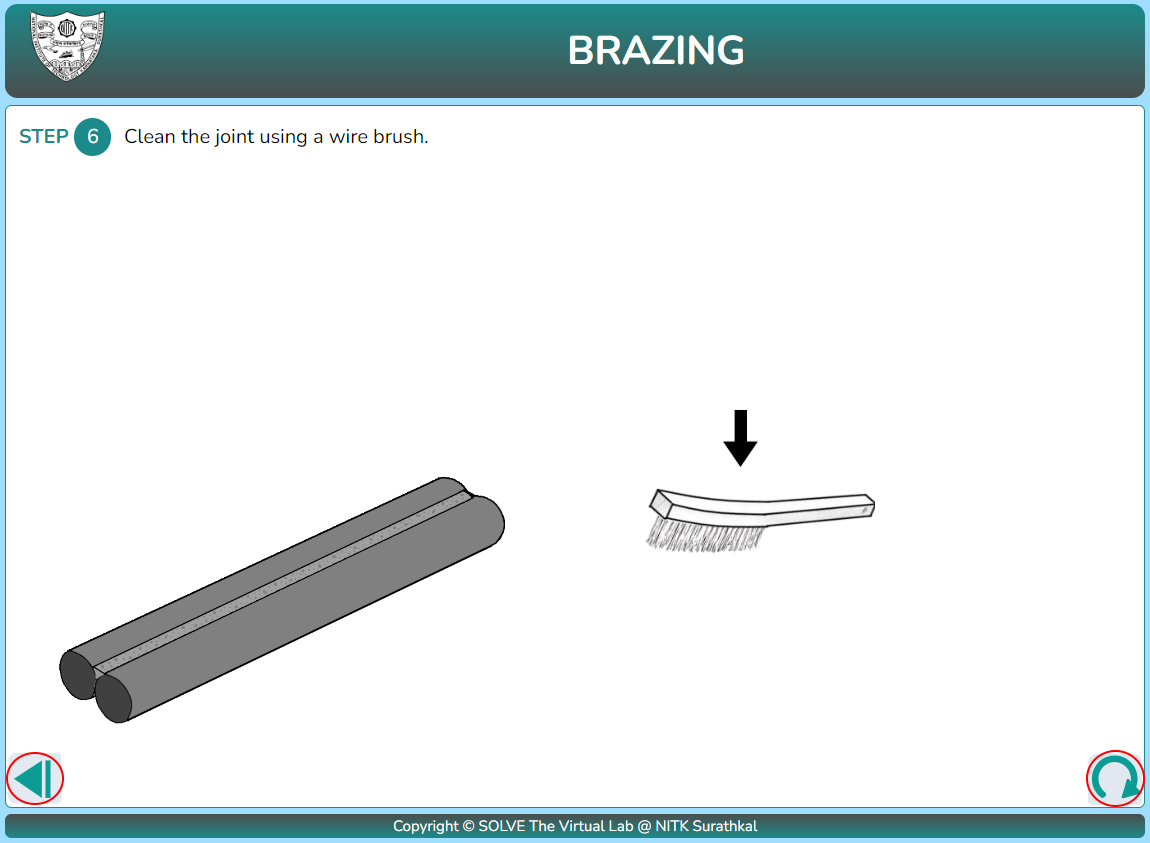 BRAZING
STEP 6 Clean the joint using a wire brush.
Copyright © SOLVE The Virtual Lab @ NITK Surathkal